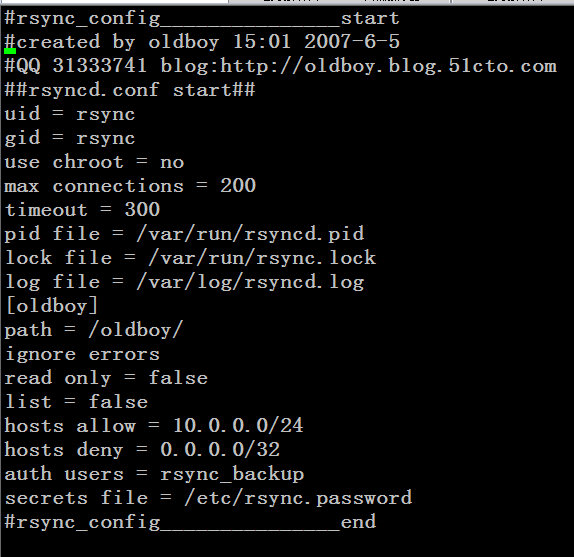 #rsync_config_______________start
#created by oldboy 15:01 2007-6-5
#QQ 31333741 blog:http://oldboy.blog.51cto.com
##rsyncd.conf start##
uid = rsync
gid = rsync
use chroot = no
max connections = 200
timeout = 300
pid file = /var/run/rsyncd.pid
lock file = /var/run/rsync.lock
log file = /var/log/rsyncd.log
[oldboy]
path = /oldboy/
ignore errors
read only = false
list = false
hosts allow = 10.0.0.0/24
hosts deny = 0.0.0.0/32
auth users = rsync_backup
secrets file = /etc/rsync.password
#rsync_config_______________end